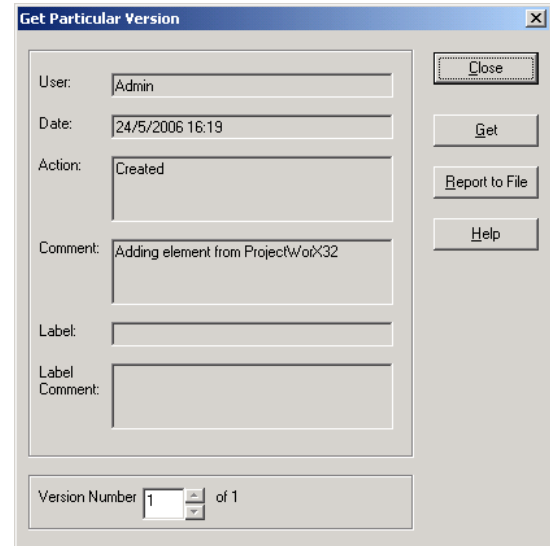 Get Particular Version
Close
User: Admin
Date: 24/5/2006 16:19
Get
Action: Created
Report to File
Help
Comment: Adding element from ProjectWorX32
Label:
Label
Comment:
Version Number 1 of 1